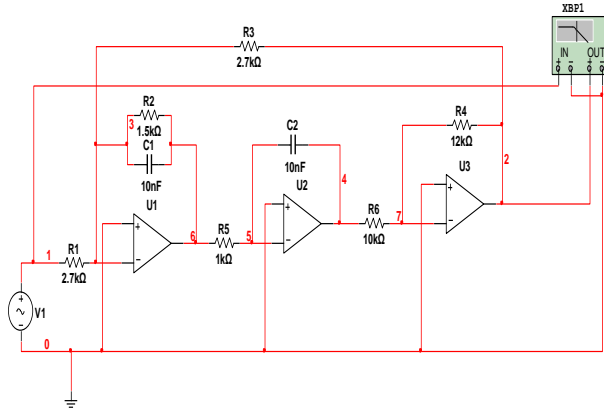 XBP1
IN OUT
R3
2.7kΩ
R2
3
1.5kΩ
C1
10nF
U1
C2
10nF
4
U2
R4
12kΩ
U3
2
6
R5
1kΩ
5
R6
10kΩ
7
1
R1
2.7kΩ
V1
0